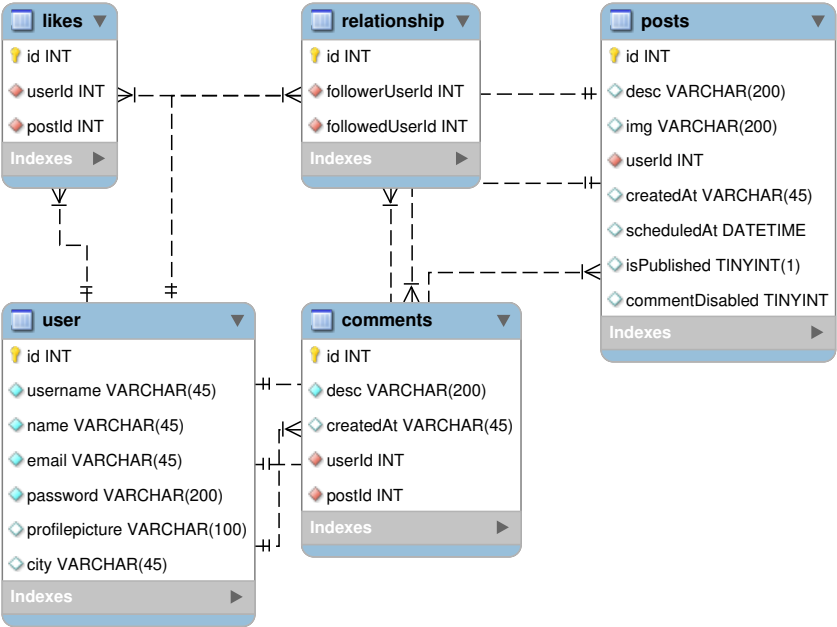 likes
id INT
userId INT
postId INT
Indexes
relationship
id INT
followerUserId INT
followedUserId INT
Indexes
posts
id INT
desc VARCHAR(200)
img VARCHAR(200)
userId INT
createdAt VARCHAR(45)
scheduledAt DATETIME
isPublished TINYINT(1)
commentDisabled TINYINT
Indexes
user
id INT
username VARCHAR(45)
name VARCHAR(45)
email VARCHAR(45)
password VARCHAR(200)
profilepicture VARCHAR(100)
city VARCHAR(45)
Indexes
comments
id INT
desc VARCHAR(200)
createdAt VARCHAR(45)
userId INT
postId INT
Indexes